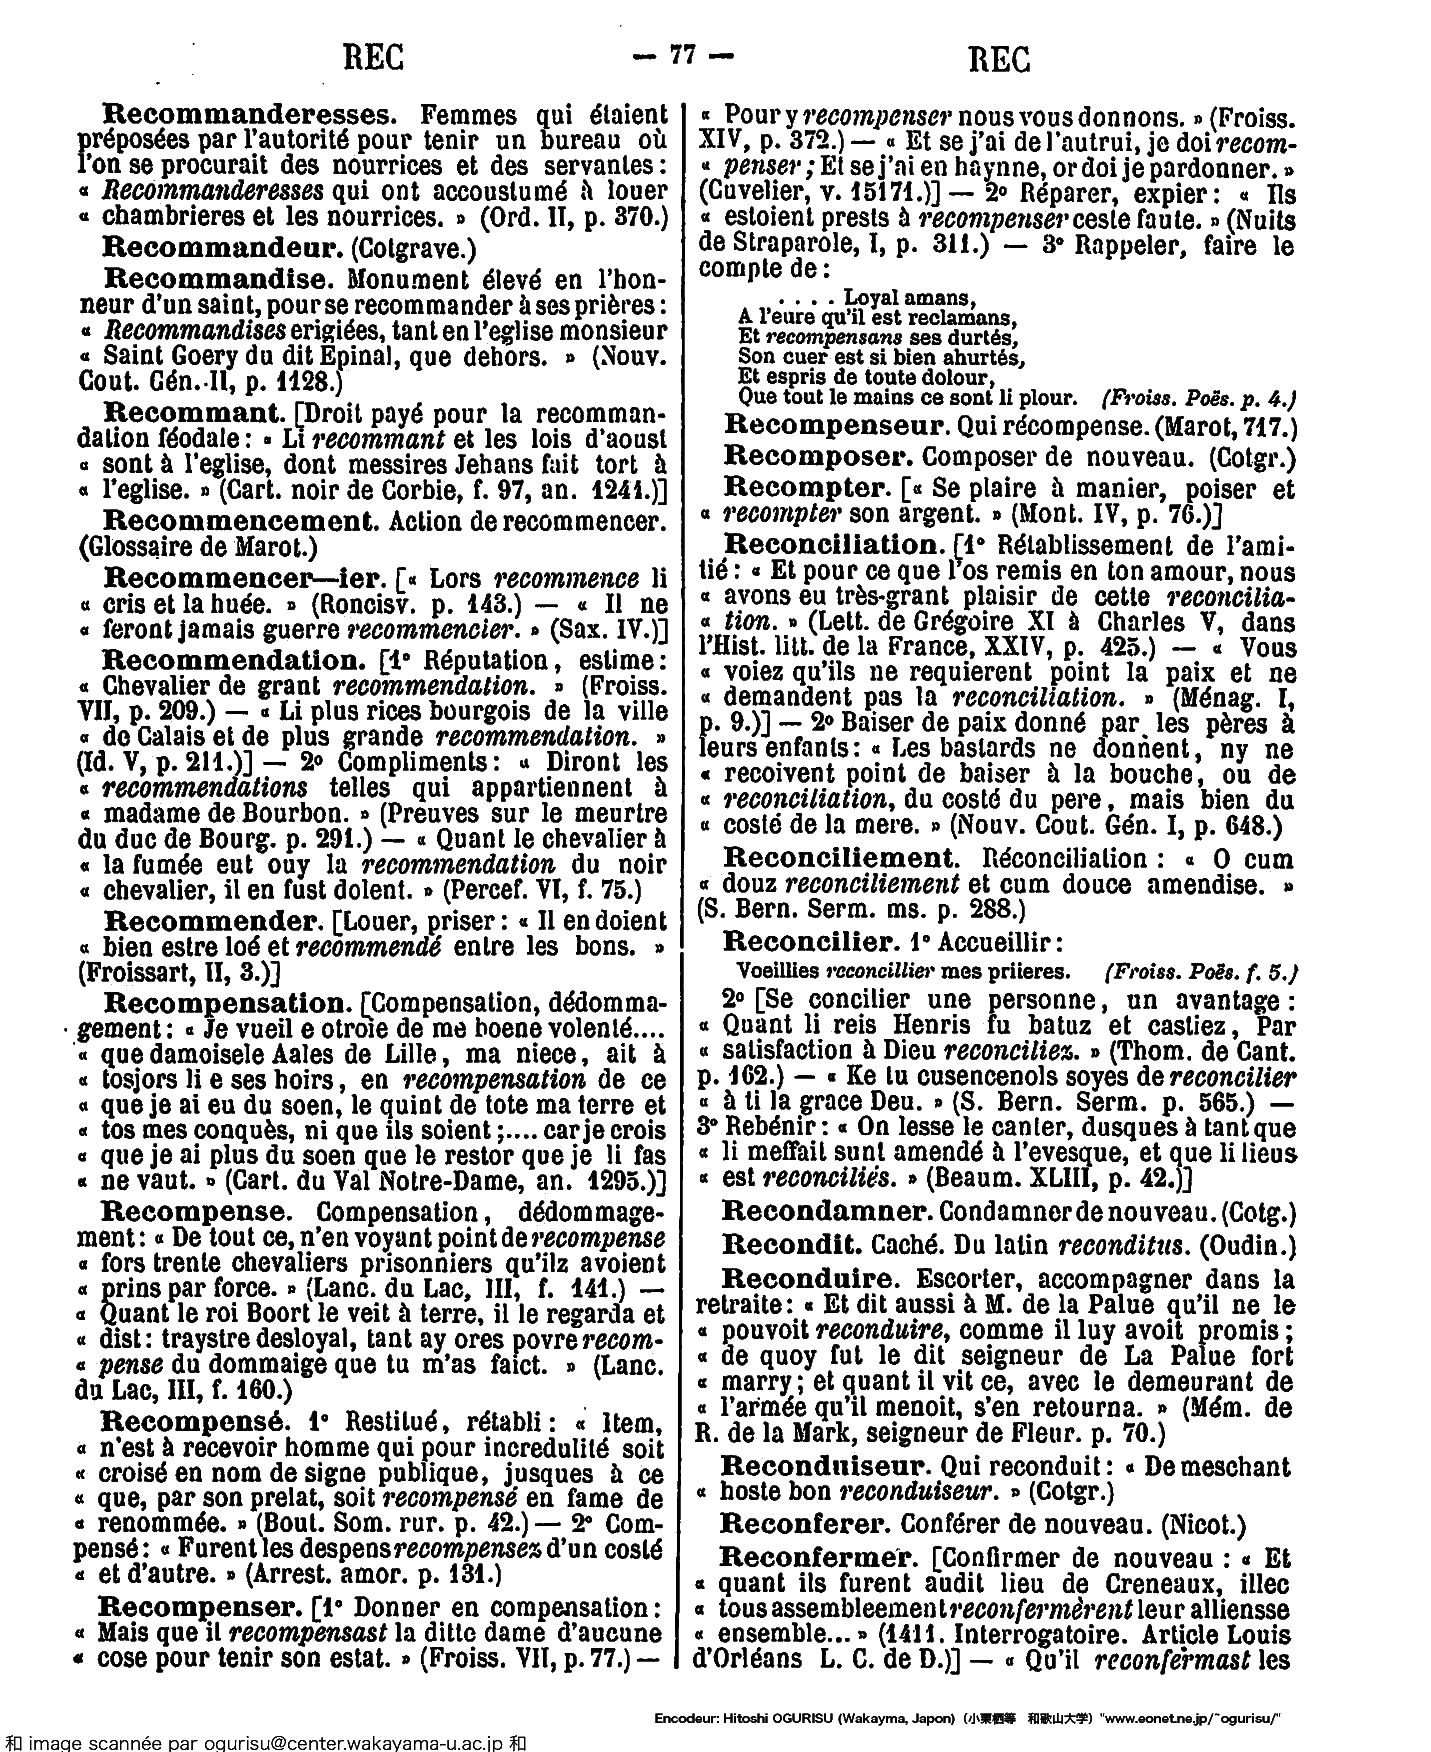 REC — 77 — REC
Recommanderesses. Femmes qui étaient
préposées par l'autorité pour tenir un bureau où
l'on se procurait des nourrices et des servantes :
« Recommanderesses qui ont accoustumé à louer
« chambrieres et les nourrices. » (Ord. II, p. 370.)
Recommandeur. (Cotgrave.)
Recommandise. Monument élevé en l'hon-
neur d'un saint, pour se recommander à ses prières :
« Recommandises erigiées, tant en l'eglise monsieur
« Saint Goery du dit Epinal, que dehors. » (Nouv.
Cout. Gén. II, p. 1128.)
Recommant. [Droit payé pour la recomman-
dation féodale : « Li recommant et les lois d'aoust
« sont à l'eglise, dont messires Jehans fait tort à
« l'eglise. » (Cart. noir de Corbie, f. 97, an. 1241.)]
Recommencement. Action de recommencer.
(Glossaire de Marot.)
Recommencer—ier. [« Lors recommence li
« cris et la huée. » (Roncisv. p. 143.) — « Il ne
« feront jamais guerre recommencier. » (Sax. IV.)]
Recommendation. [1° Réputation, estime :
« Chevalier de grant recommendation. » (Froiss.
VII, p. 209.) — « Li plus rices bourgois de la ville
« de Calais et de plus grande recommendation. »
(Id. V, p. 211.)] — 2° Compliments : « Diront les
« recommendations telles qui appartiennent à
« madame de Bourbon. » (Preuves sur le meurtre
du duc de Bourg. p. 291.) — « Quant le chevalier à
« la fumée eut ouy la recommendation du noir
« chevalier, il en fust dolent. » (Percef. VI, f. 75.)
Recommender. [Louer, priser : « Il en doient
« bien estre loé et recommendé entre les bons. »
(Froissart, II, 3.)]
Recompensation. [Compensation, dédomma-
gement : « Je vueil e otroie de me boene volenté....
« que damoisele Aales de Lille, ma niece, ait à
« tosjors li e ses hoirs, en recompensation de ce
« que je ai eu du soen, le quint de tote ma terre et
« tos mes conquès, ni que ils soient ;.... car je crois
« que je ai plus du soen que le restor que je li fas
« ne vaut. » (Cart. du Val Notre-Dame, an. 1295.)]
Recompense. Compensation, dédommage-
ment : « De tout ce, n'en voyant point de recompense
« fors trente chevaliers prisonniers qu'ilz avoient
« prins par force. » (Lanc. du Lac, III, f. 141.) —
« Quant le roi Boort le veit à terre, il le regarda et
« dist : traystre desloyal, tant ay ores povre recom-
« pense du dommaige que tu m'as faict. » (Lanc.
du Lac, III, f. 160.)
Recompensé. 1° Restitué, rétabli : « Item,
« n'est à recevoir homme qui pour incredulité soit
« croisé en nom de signe publique, jusques à ce
« que, par son prelat, soit recompensé en fame de
« renommée. » (Bout. Som. rur. p. 42.) — 2° Com-
pensé : « Furent les despens recompensez d'un costé
« et d'autre. » (Arrest. amor. p. 131.)
Recompenser. [1° Donner en compensation :
« Mais que il recompensast la ditte dame d'aucune
« cose pour tenir son estat. » (Froiss. VII, p. 77.) —
« Pour y recompenser nous vous donnons. » (Froiss.
XIV, p. 372.) — « Et se j'ai de l'autrui, je doi recom-
« penser ; Et se j'ai en haynne, or doi je pardonner. »
(Cuvelier, v. 15171.)] — 2° Réparer, expier : « Ils
« estoient prests à recompenser ceste faute. » (Nuits
de Straparole, I, p. 311.) — 3° Rappeler, faire le
compte de :
. . . . Loyal amans,
A l'eure qu'il est reclamans,
Et recompensans ses durtés,
Son cuer est si bien ahurtés,
Et espris de toute dolour,
Que tout le mains ce sont li plour. (Froiss. Poës. p. 4.)
Recompenseur. Qui récompense. (Marot, 717.)
Recomposer. Composer de nouveau. (Cotgr.)
Recompter. [« Se plaire à manier, poiser et
« recompter son argent. » (Mont. IV, p. 76.)]
Reconciliation. [1° Rétablissement de l'ami-
tié : « Et pour ce que l'os remis en ton amour, nous
« avons eu très-grant plaisir de cette reconcilia-
« tion. » (Lett. de Grégoire XI à Charles V, dans
l'Hist. litt. de la France, XXIV, p. 425.) — « Vous
« voiez qu'ils ne requierent point la paix et ne
« demandent pas la reconciliation. » (Ménag. I,
p. 9.)] — 2° Baiser de paix donné par les pères à
leurs enfants : « Les bastards ne donnent, ny ne
« recoivent point de baiser à la bouche, ou de
« reconciliation, du costé du pere, mais bien du
« costé de la mere. » (Nouv. Cout. Gén. I, p. 648.)
Reconciliement. Réconciliation : « O cum
« douz reconciliement et cum douce amendise. »
(S. Bern. Serm. ms. p. 288.)
Reconcilier. 1° Accueillir :
Voeillies reconcillier mes priieres. (Froiss. Poës. f. 5.)
2° [Se concilier une personne, un avantage :
« Quant li reis Henris fu batuz et castiez, Par
« satisfaction à Dieu reconciliez. » (Thom. de Cant.
p. 162.) — « Ke tu cusencenols soyes de reconcilier
« à ti la grace Deu. » (S. Bern. Serm. p. 565.) —
3° Rebénir : « On lesse le canter, dusques à tant que
« li meffait sunt amendé à l'evesque, et que li lieus
« est reconciliés. » (Beaum. XLIII, p. 42.)]
Recondamner. Condamner de nouveau. (Cotg.)
Recondit. Caché. Du latin reconditus. (Oudin.)
Reconduire. Escorter, accompagner dans la
retraite : « Et dit aussi à M. de la Palue qu'il ne le
« pouvoit reconduire, comme il luy avoit promis ;
« de quoy fut le dit seigneur de La Palue fort
« marry ; et quant il vit ce, avec le demeurant de
« l'armée qu'il menoit, s'en retourna. » (Mém. de
R. de la Mark, seigneur de Fleur. p. 70.)
Reconduiseur. Qui reconduit : « De meschant
« hoste bon reconduiseur. » (Cotgr.)
Reconferer. Conférer de nouveau. (Nicot.)
Reconfermer. [Confirmer de nouveau : « Et
« quant ils furent audit lieu de Creneaux, illec
« tous assembleement reconfermèrent leur alliensse
« ensemble... » (1411. Interrogatoire. Article Louis
d'Orléans L. C. de D.)] — « Qu'il reconfermast les
Encodeur: Hitoshi OGURISU (Wakayma, Japon) (小栗栖等 和歌山大学) "www.eonet.ne.jp/~ogurisu/"
和 image scannée par ogurisu@center.wakayama-u.ac.jp 和